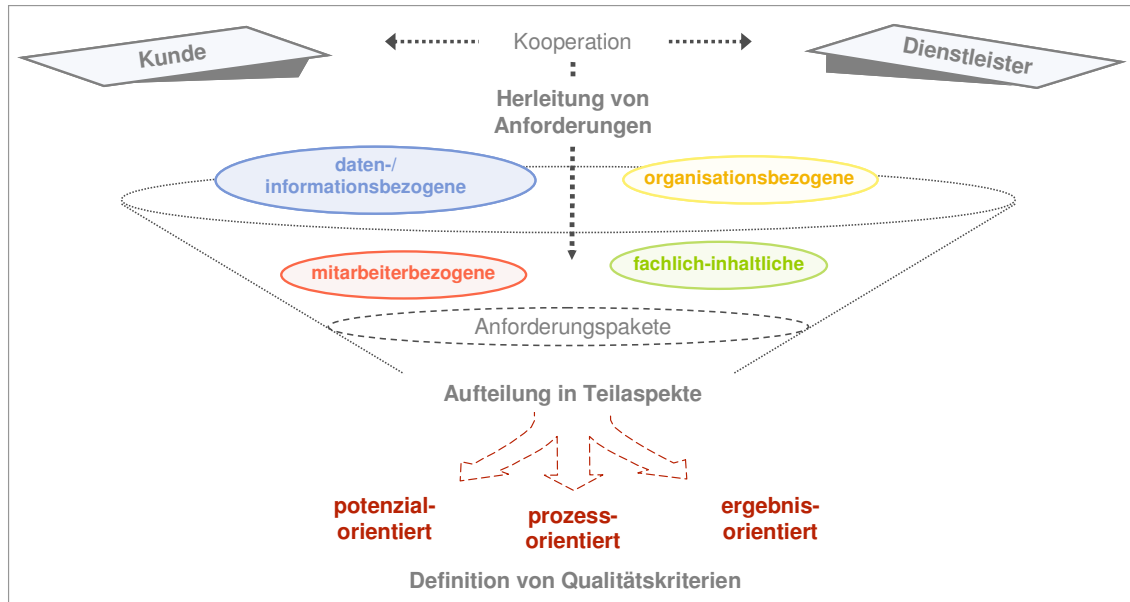 Kunde
Kooperation
Dienstleister
Herleitung von
Anforderungen
daten-/
informationsbezogene
organisationsbezogene
mitarbeiterbezogene
fachlich-inhaltliche
Anforderungspakete
Aufteilung in Teilaspekte
potenzial-
orientiert
prozess-
orientiert
ergebnis-
orientiert
Definition von Qualitätskriterien